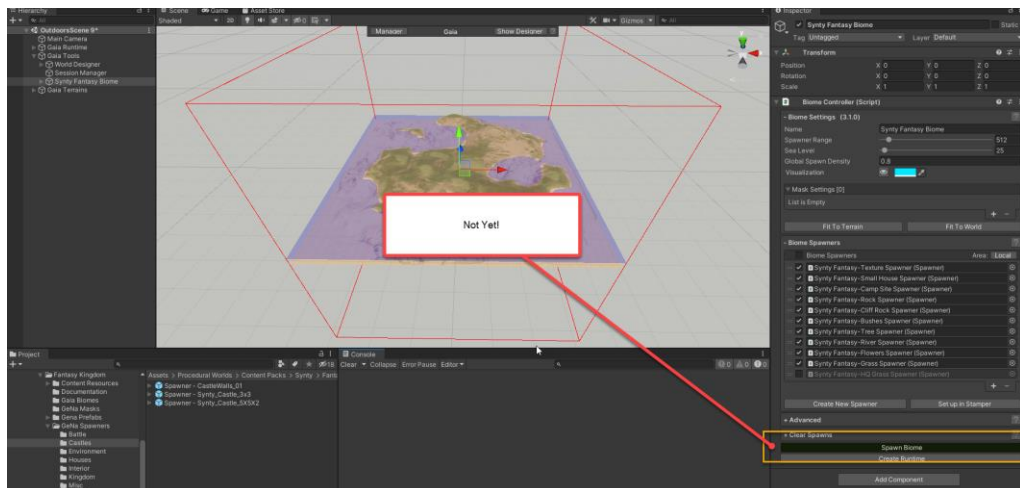 Hierarchy
All
OutdoorsScene 9*
Main Camera
Gaia Runtime
Gaia Tools
World Designer
Session Manager
Synty Fantasy Biome
Gaia Terrains
Scene
Game
Asset Store
Shaded
2D
Gizmos
All
Manager
Gaia
Show Designer
Not Yet!
Project
Fantasy Kingdom
Content Resources
Documentation
Gaia Biomes
GeNa Masks
Gena Prefabs
GeNa Spawners
Battle
Castles
Environment
Houses
Interior
Kingdom
Misc
Assets > Procedural Worlds > Content Packs > Synty > Fant
Spawner - CastleWalls_01
Spawner - Synty_Castle_3x3
Spawner - Synty_Castle_5X5X2
Console
Clear Collapse Error Pause Editor
Inspector
Synty Fantasy Biome
Static
Tag Untagged Layer Default
Transform
Position X 0 Y 0 Z 0
Rotation X 0 Y 0 Z 0
Scale X 1 Y 1 Z 1
Biome Controller (Script)
- Biome Settings (3.1.0)
Name Synty Fantasy Biome
Spawner Range 512
Sea Level 25
Global Spawn Density 0.8
Visualization
Mask Settings [0]
List is Empty
Fit To Terrain Fit To World
- Biome Spawners
Biome Spawners Area: Local
Synty Fantasy-Texture Spawner (Spawner)
Synty Fantasy-Small House Spawner (Spawner)
Synty Fantasy-Camp Site Spawner (Spawner)
Synty Fantasy-Rock Spawner (Spawner)
Synty Fantasy-Cliff Rock Spawner (Spawner)
Synty Fantasy-Bushes Spawner (Spawner)
Synty Fantasy-Tree Spawner (Spawner)
Synty Fantasy-River Spawner (Spawner)
Synty Fantasy-Flowers Spawner (Spawner)
Synty Fantasy-Grass Spawner (Spawner)
Synty Fantasy-HQ Grass Spawner (Spawner)
Create New Spawner Set up in Stamper
+ Advanced
+ Clear Spawns
Spawn Biome
Create Runtime
Add Component